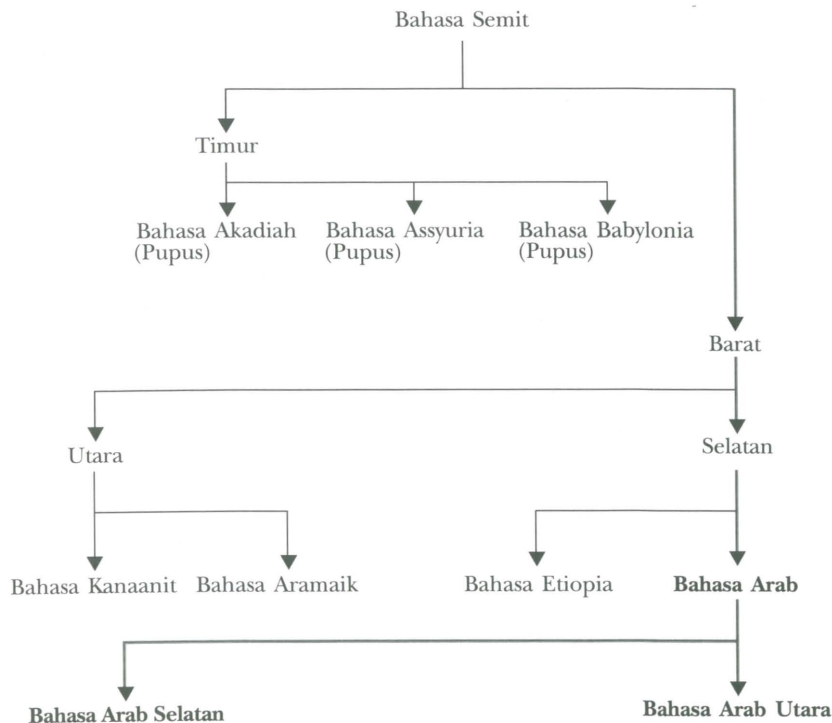 Bahasa Semit
Timur
Bahasa Akadiah
(Pupus)
Bahasa Assyuria
(Pupus)
Bahasa Babylonia
(Pupus)
Barat
Utara
Selatan
Bahasa Kanaanit
Bahasa Aramaik
Bahasa Etiopia
Bahasa Arab
Bahasa Arab Selatan
Bahasa Arab Utara